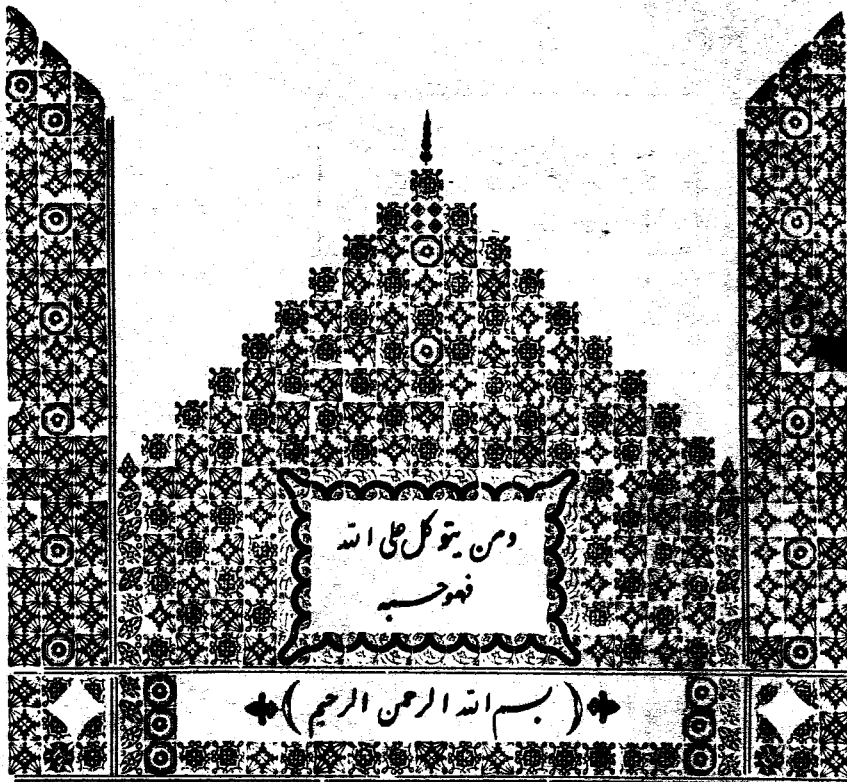 ومن يتوكل على الله
فهو حسبه
(بسم الله الرحمن الرحيم)